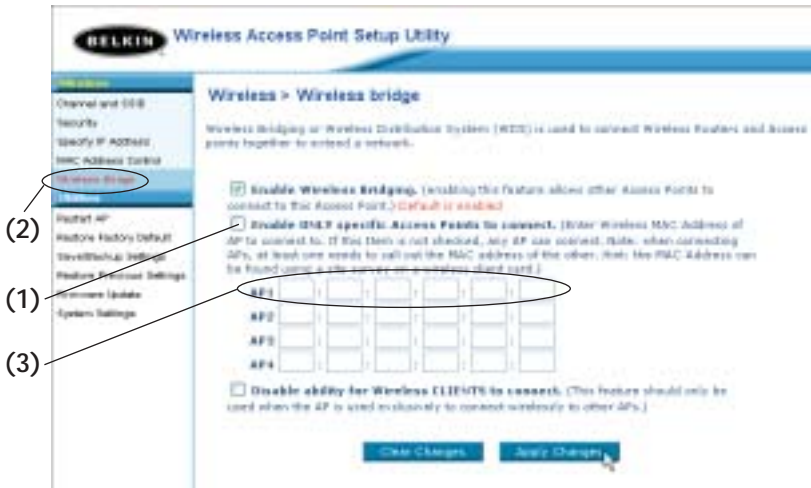 BELKIN
Wireless Access Point Setup Utility
Wireless
Channel and SSID
Security
Specify IP Address
MAC Address Control
Wireless Bridge
Utilities
Restart AP
Restore Factory Default
Save/Backup Settings
Restore Previous Settings
Firmware Update
System Settings
(2)
(1)
(3)
Wireless > Wireless bridge
Wireless Bridging or Wireless Distribution System (WDS) is used to connect Wireless Routers and Access
points together to extend a network.
Enable Wireless Bridging. (enabling this feature allows other Access Points to
connect to this Access Point.) Default is enabled
Enable ONLY specific Access Points to connect. (Enter Wireless MAC Address of
AP to connect to. If this item is not checked, any AP can connect. Note: when connecting
APs, at least one needs to call out the MAC address of the other. Hint: the MAC Address can
be found using a site survey on a wireless client card.)
AP1 : : : : :
AP2 : : : : :
AP3 : : : : :
AP4 : : : : :
Disable ability for Wireless CLIENTS to connect. (This feature should only be
used when the AP is used exclusively to connect wirelessly to other APs.)
Clear Changes
Apply Changes